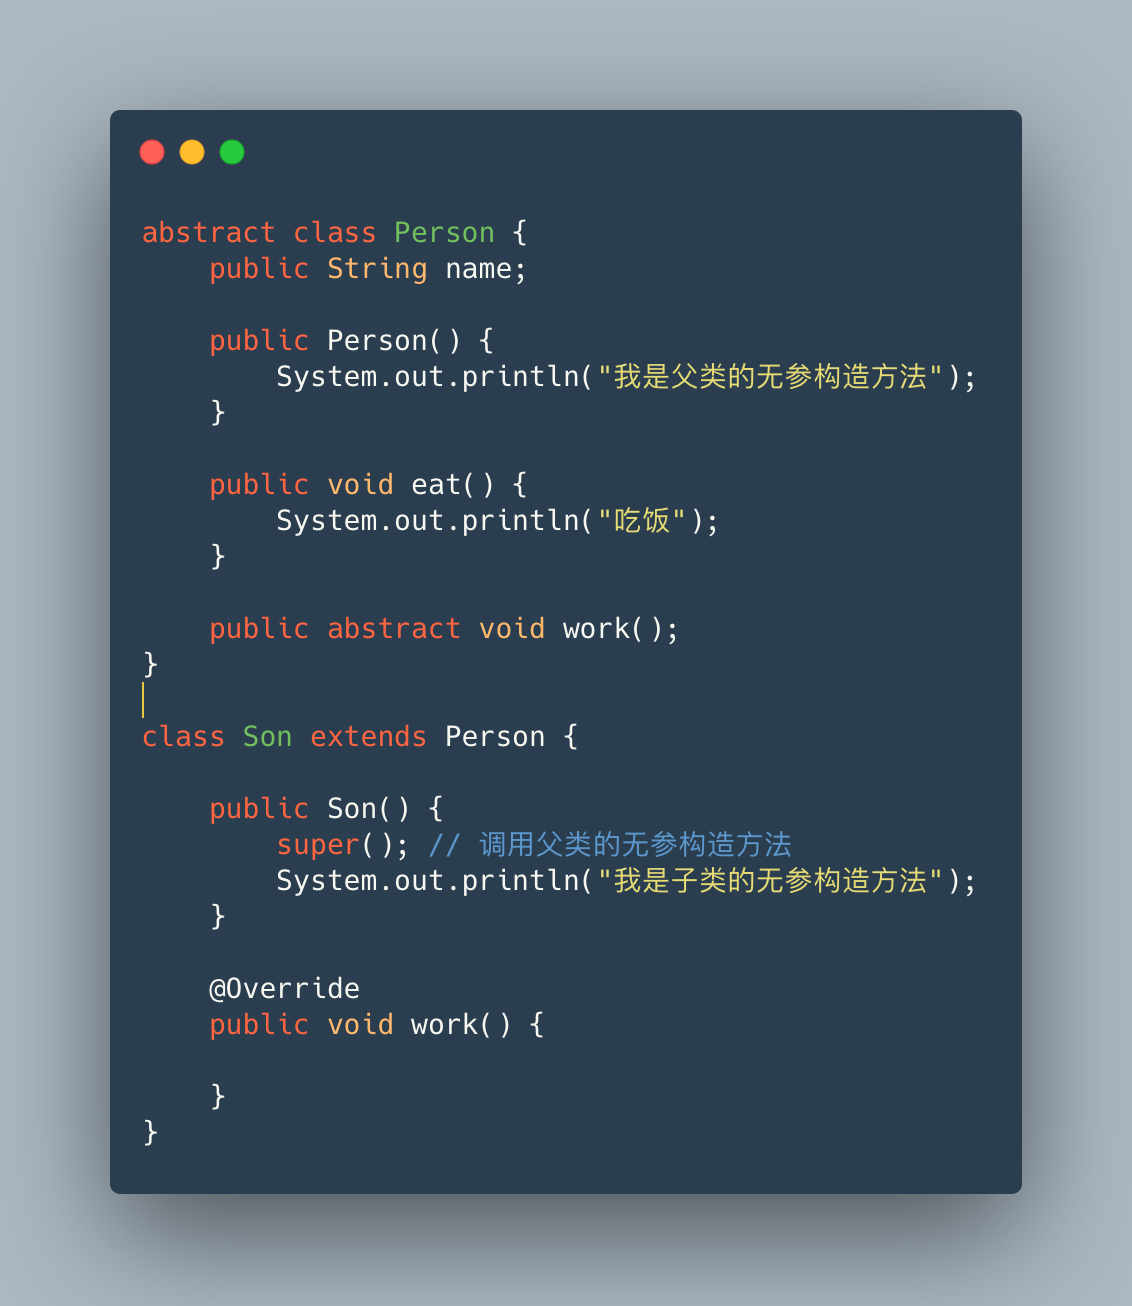 abstract class Person {
    public String name;

    public Person() {
        System.out.println("我是父类的无参构造方法");
    }

    public void eat() {
        System.out.println("吃饭");
    }

    public abstract void work();
}

class Son extends Person {

    public Son() {
        super(); // 调用父类的无参构造方法
        System.out.println("我是子类的无参构造方法");
    }

    @Override
    public void work() {

    }
}